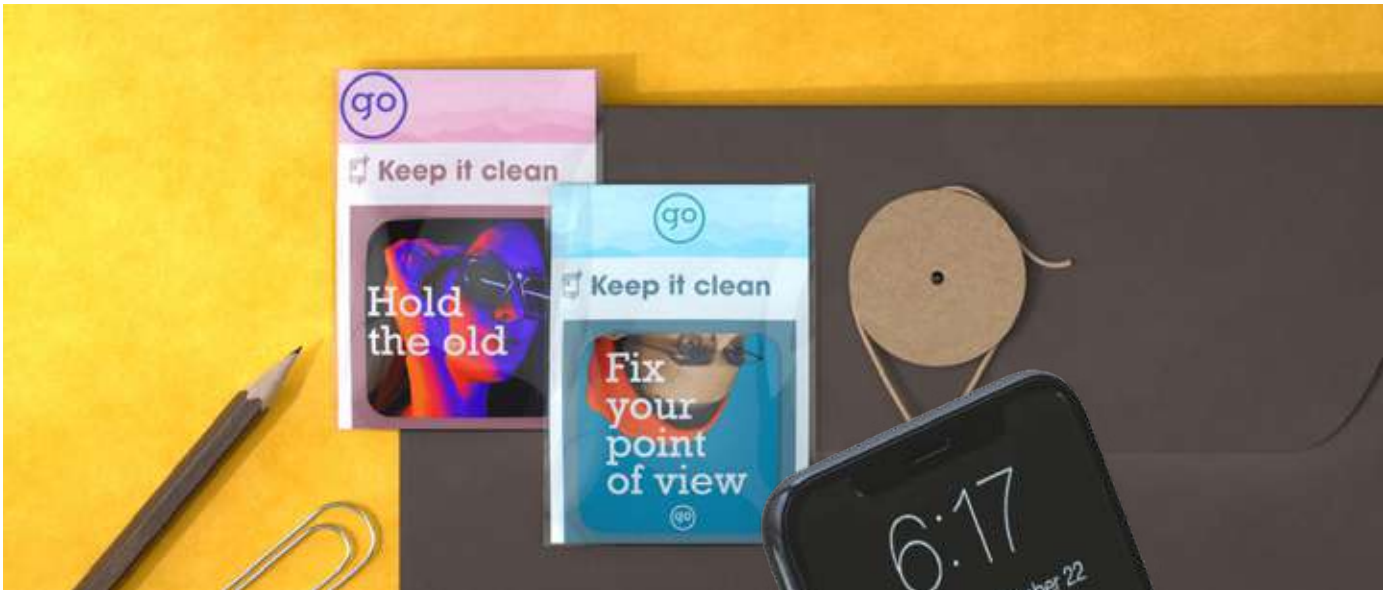 go
Keep it clean
Hold
the old
go
Keep it clean
Fix
your
point
of view
go
6:17
22